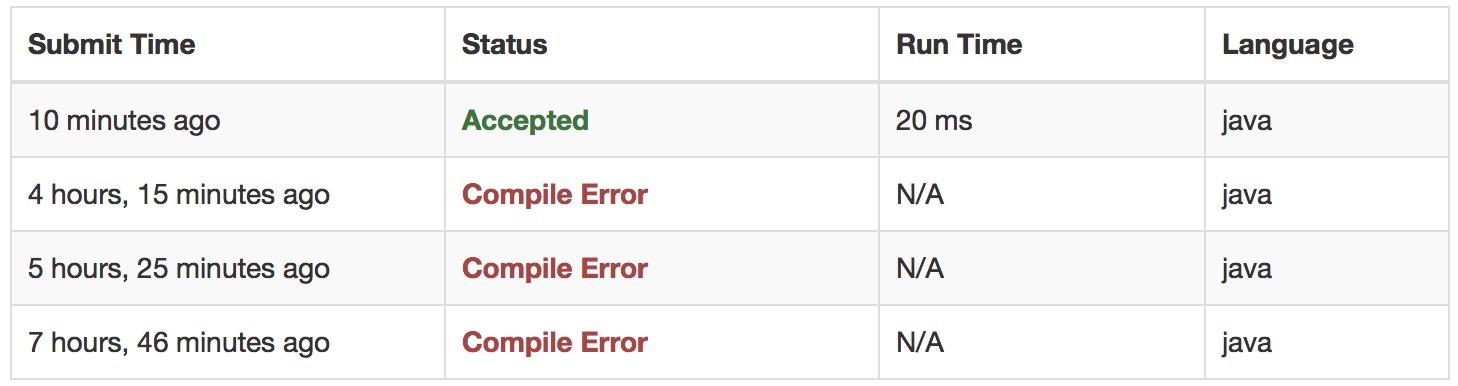 Submit Time Status Run Time Language
10 minutes ago Accepted 20 ms java
4 hours, 15 minutes ago Compile Error N/A java
5 hours, 25 minutes ago Compile Error N/A java
7 hours, 46 minutes ago Compile Error N/A java